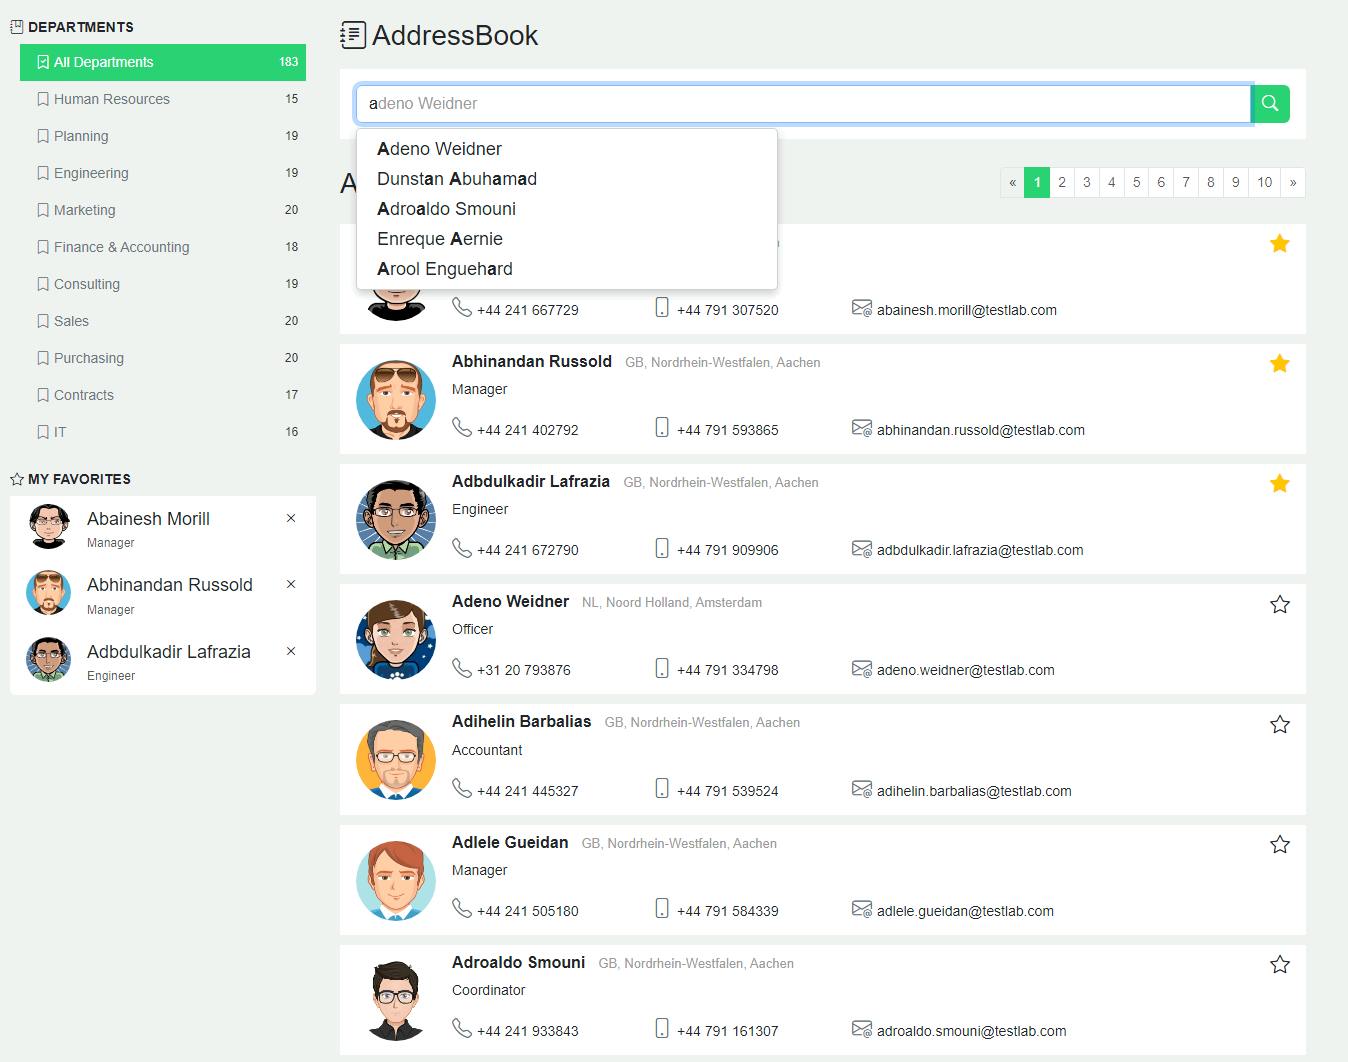 DEPARTMENTS
All Departments 183
Human Resources 15
Planning 19
Engineering 19
Marketing 20
Finance & Accounting 18
Consulting 19
Sales 20
Purchasing 20
Contracts 17
IT 16
MY FAVORITES
Abainesh Morill
Manager
Abhinandan Russold
Manager
Adbdulkadir Lafrazia
Engineer
AddressBook
adeno Weidner
Adeno Weidner
Dunstan Abuhamad
Adroaldo Smouni
Enreque Aernie
Arool Enguehard
« 1 2 3 4 5 6 7 8 9 10 »
+44 241 667729 +44 791 307520 abainesh.morill@testlab.com
Abhinandan Russold GB, Nordrhein-Westfalen, Aachen
Manager
+44 241 402792 +44 791 593865 abhinandan.russold@testlab.com
Adbdulkadir Lafrazia GB, Nordrhein-Westfalen, Aachen
Engineer
+44 241 672790 +44 791 909906 adbdulkadir.lafrazia@testlab.com
Adeno Weidner NL, Noord Holland, Amsterdam
Officer
+31 20 793876 +44 791 334798 adeno.weidner@testlab.com
Adihelin Barbalias GB, Nordrhein-Westfalen, Aachen
Accountant
+44 241 445327 +44 791 539524 adihelin.barbalias@testlab.com
Adlele Gueidan GB, Nordrhein-Westfalen, Aachen
Manager
+44 241 505180 +44 791 584339 adlele.gueidan@testlab.com
Adroaldo Smouni GB, Nordrhein-Westfalen, Aachen
Coordinator
+44 241 933843 +44 791 161307 adroaldo.smouni@testlab.com